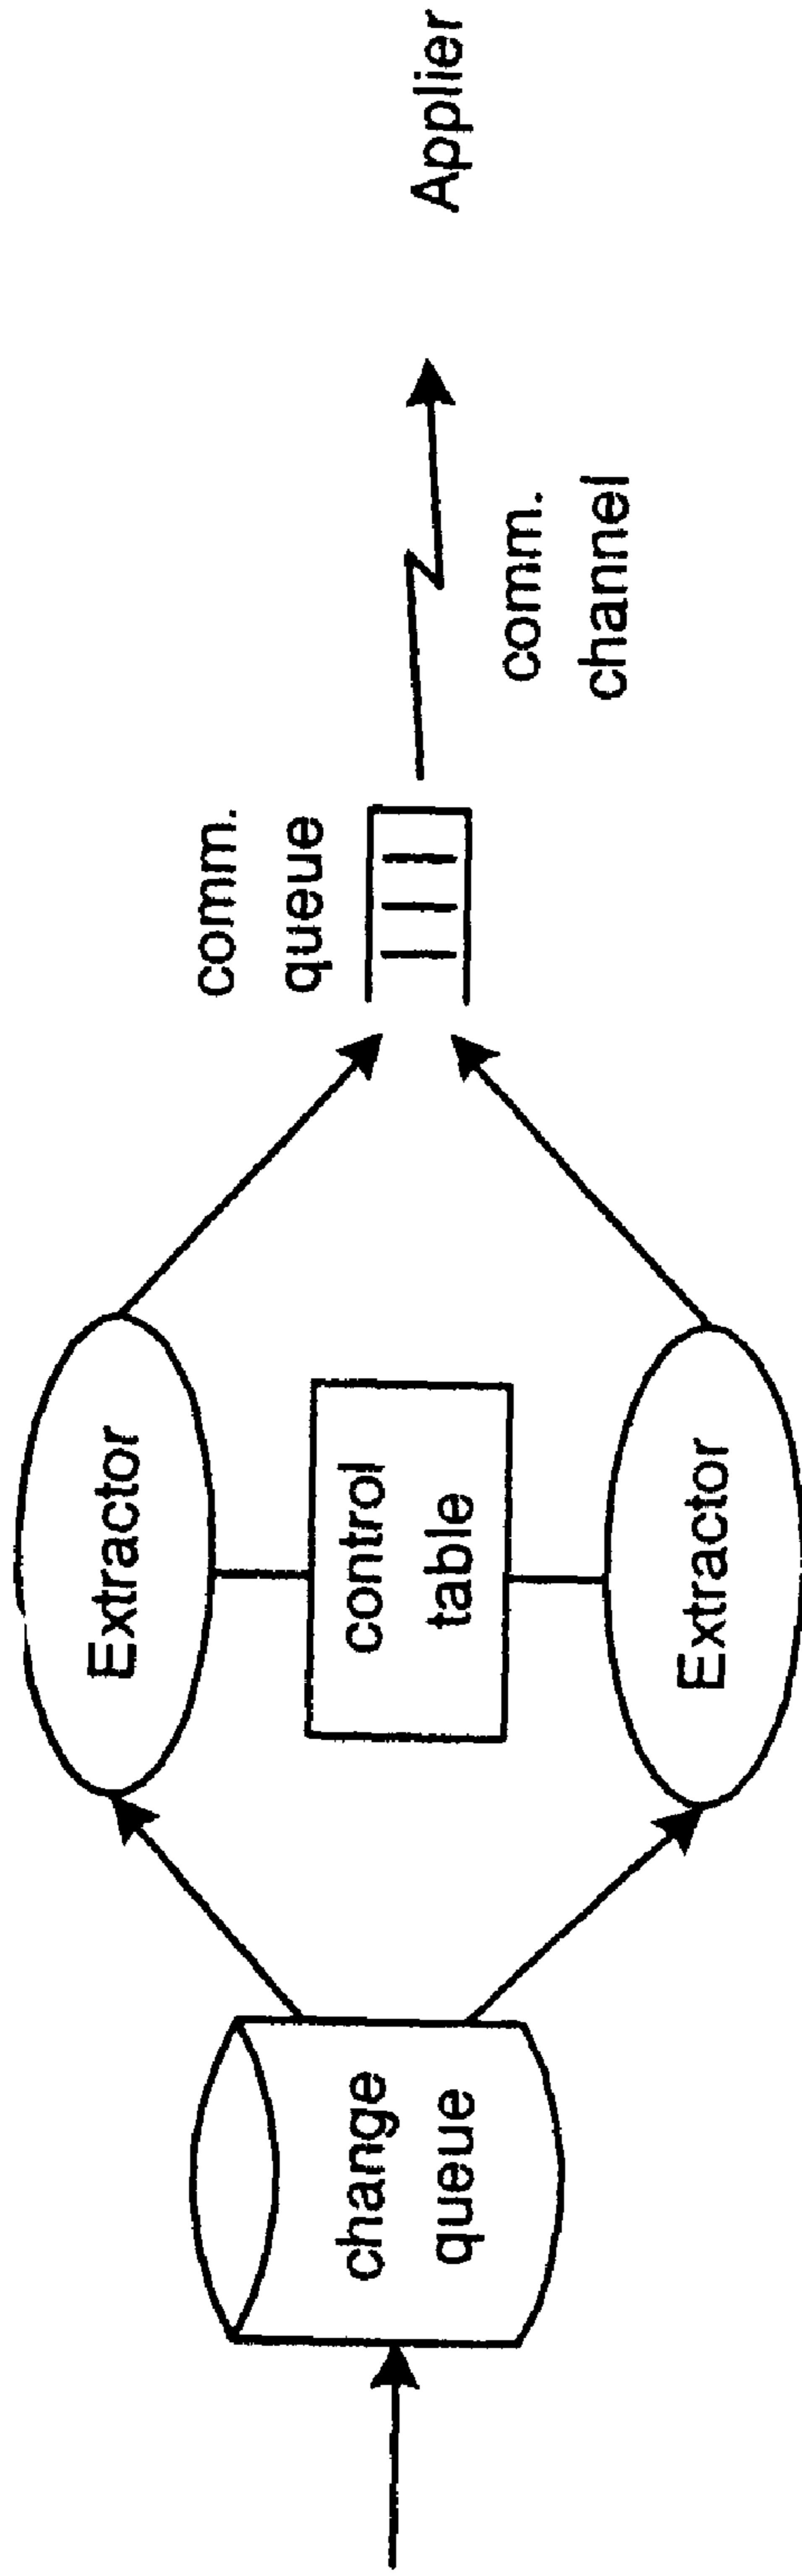 change
queue
Extractor
control
table
Extractor
comm.
queue
comm.
channel
Applier